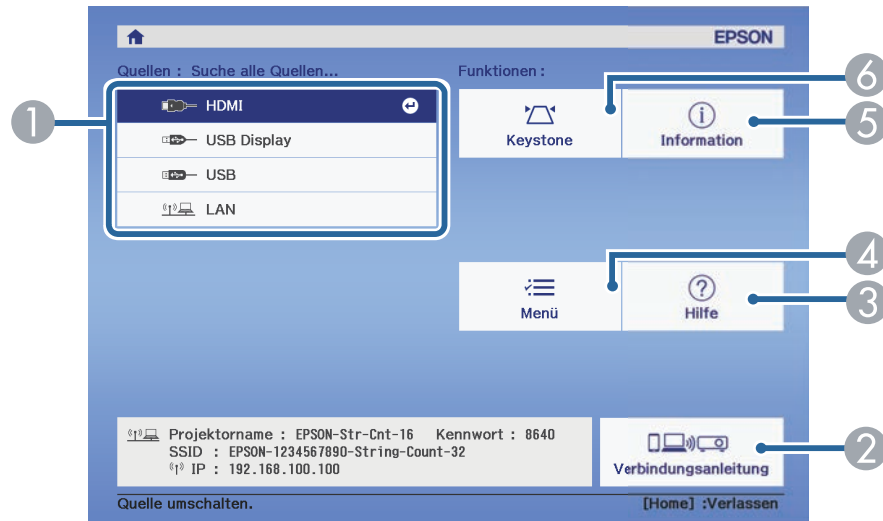 EPSON
Quellen : Suche alle Quellen...
Funktionen :
HDMI
USB Display
USB
LAN
Keystone
Information
Menü
Hilfe
Projektorname : EPSON-Str-Cnt-16 Kennwort : 8640
SSID : EPSON-1234567890-String-Count-32
IP : 192.168.100.100
Verbindungsanleitung
Quelle umschalten.
[Home] :Verlassen
1
6
5
4
3
2